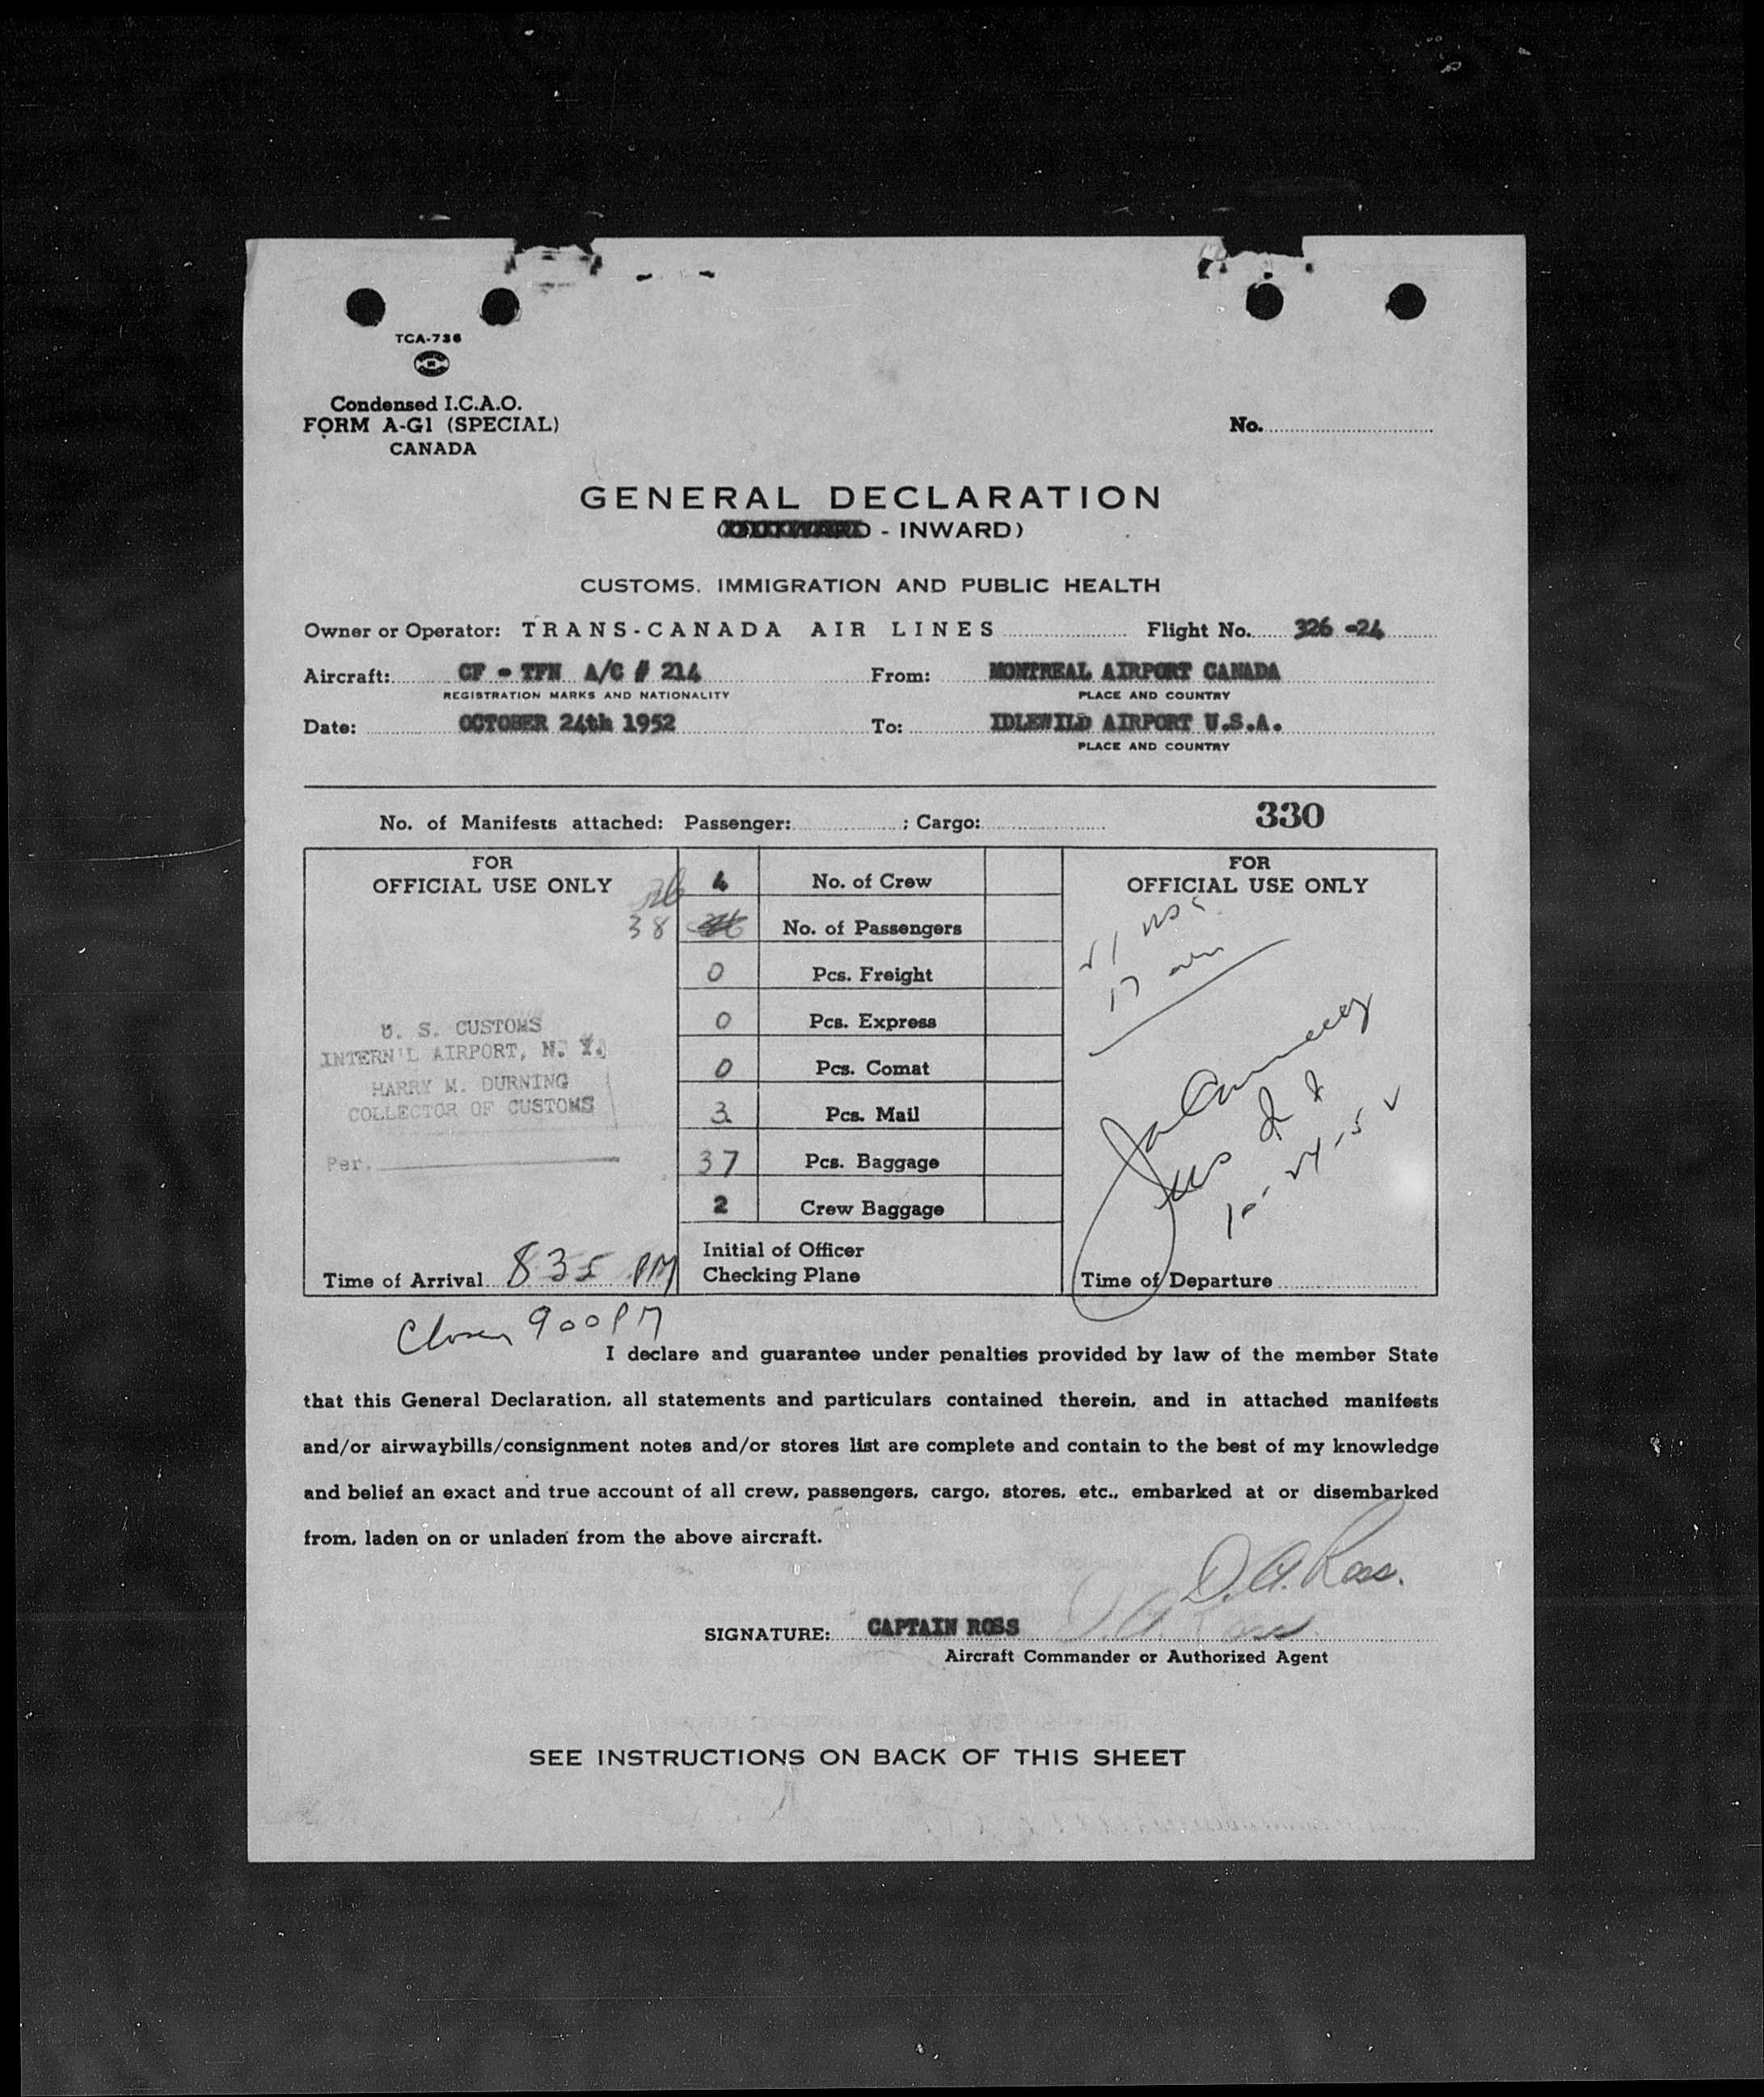 TCA-736
Condensed I.C.A.O.
FORM A-G1 (SPECIAL)
CANADA
No.
GENERAL DECLARATION
- INWARD)
CUSTOMS, IMMIGRATION AND PUBLIC HEALTH
Owner or Operator: TRANS-CANADA AIR LINES Flight No. 326 -24
Aircraft: CF - TFN A/C # 214 From: MONTREAL AIRPORT CANADA
REGISTRATION MARKS AND NATIONALITY PLACE AND COUNTRY
Date: OCTOBER 24th 1952 To: IDLEWILD AIRPORT U.S.A.
PLACE AND COUNTRY
No. of Manifests attached: Passenger: ; Cargo: 330
FOR
OFFICIAL USE ONLY
U. S. CUSTOMS
INTERN'L AIRPORT, N. Y.
HARRY M. DURNING
COLLECTOR OF CUSTOMS
Per.
Time of Arrival 835 PM
4 No. of Crew
38 No. of Passengers
0 Pcs. Freight
0 Pcs. Express
0 Pcs. Comat
3 Pcs. Mail
37 Pcs. Baggage
2 Crew Baggage
Initial of Officer
Checking Plane
FOR
OFFICIAL USE ONLY
10-24-52
Time of Departure
Closed 900 PM
I declare and guarantee under penalties provided by law of the member State
that this General Declaration, all statements and particulars contained therein, and in attached manifests
and/or airwaybills/consignment notes and/or stores list are complete and contain to the best of my knowledge
and belief an exact and true account of all crew, passengers, cargo, stores, etc., embarked at or disembarked
from, laden on or unladen from the above aircraft.
D. A. Ross.
SIGNATURE: CAPTAIN ROSS D. A. Ross
Aircraft Commander or Authorized Agent
SEE INSTRUCTIONS ON BACK OF THIS SHEET